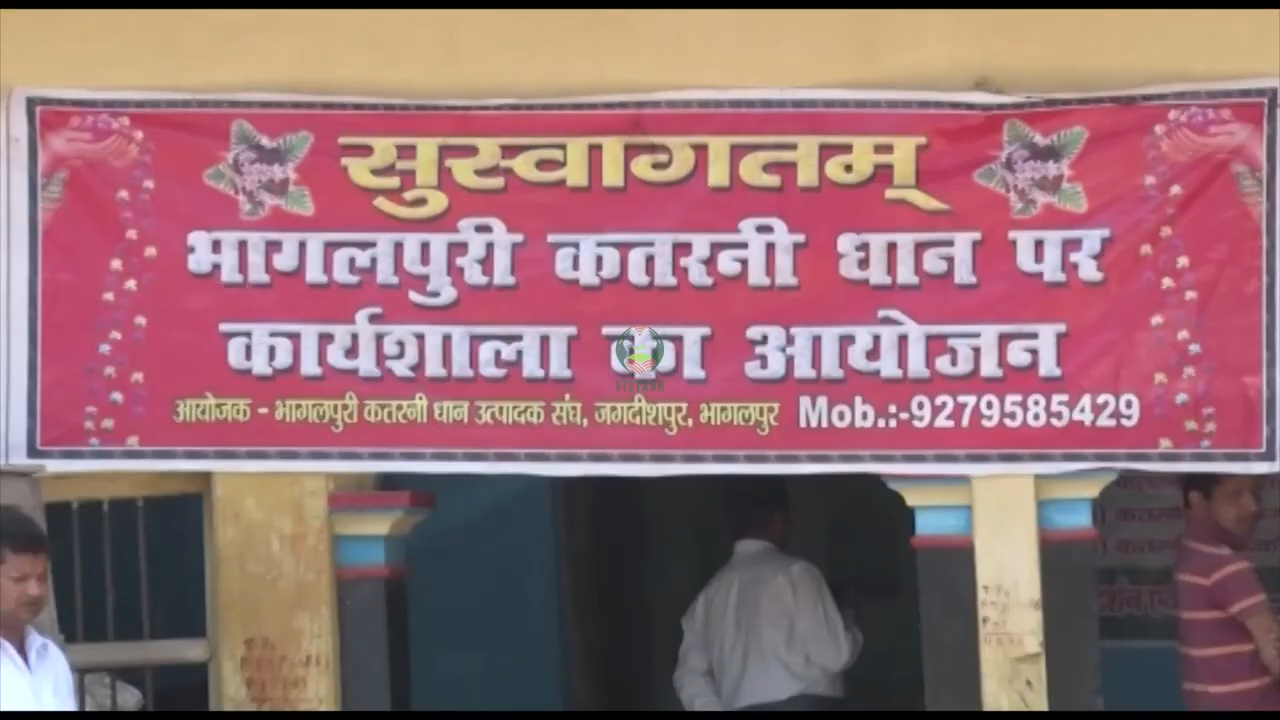 सुस्वागतम्
भागलपुरी कतरनी धान पर
कार्यशाला का आयोजन
आयोजक - भागलपुरी कतरनी धान उत्पादक संघ, जगदीशपुर, भागलपुर Mob.:-9279585429